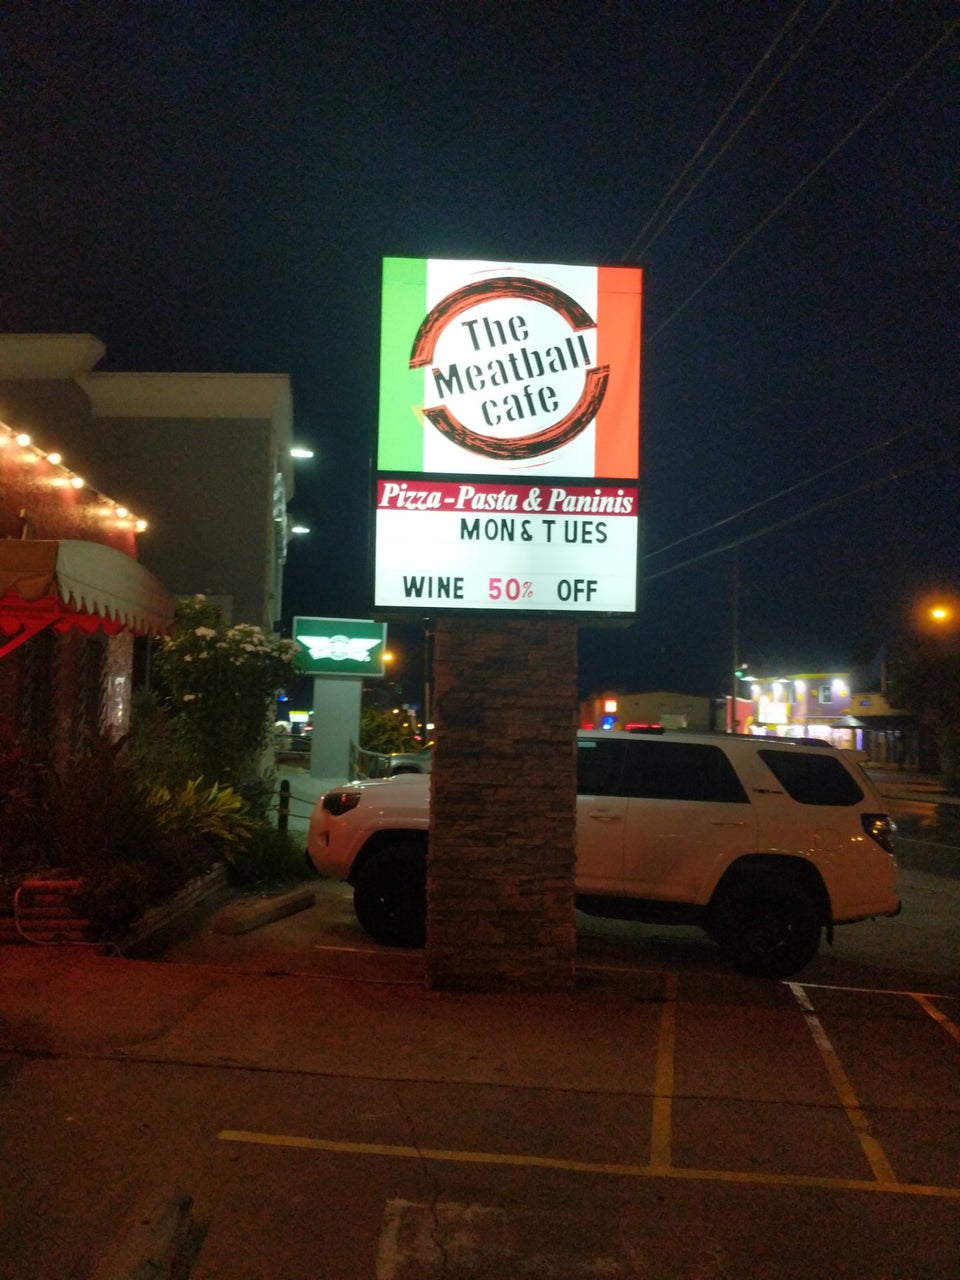 The
Meatball
cafe
Pizza - Pasta & Paninis
MON & TUES
WINE 50% OFF